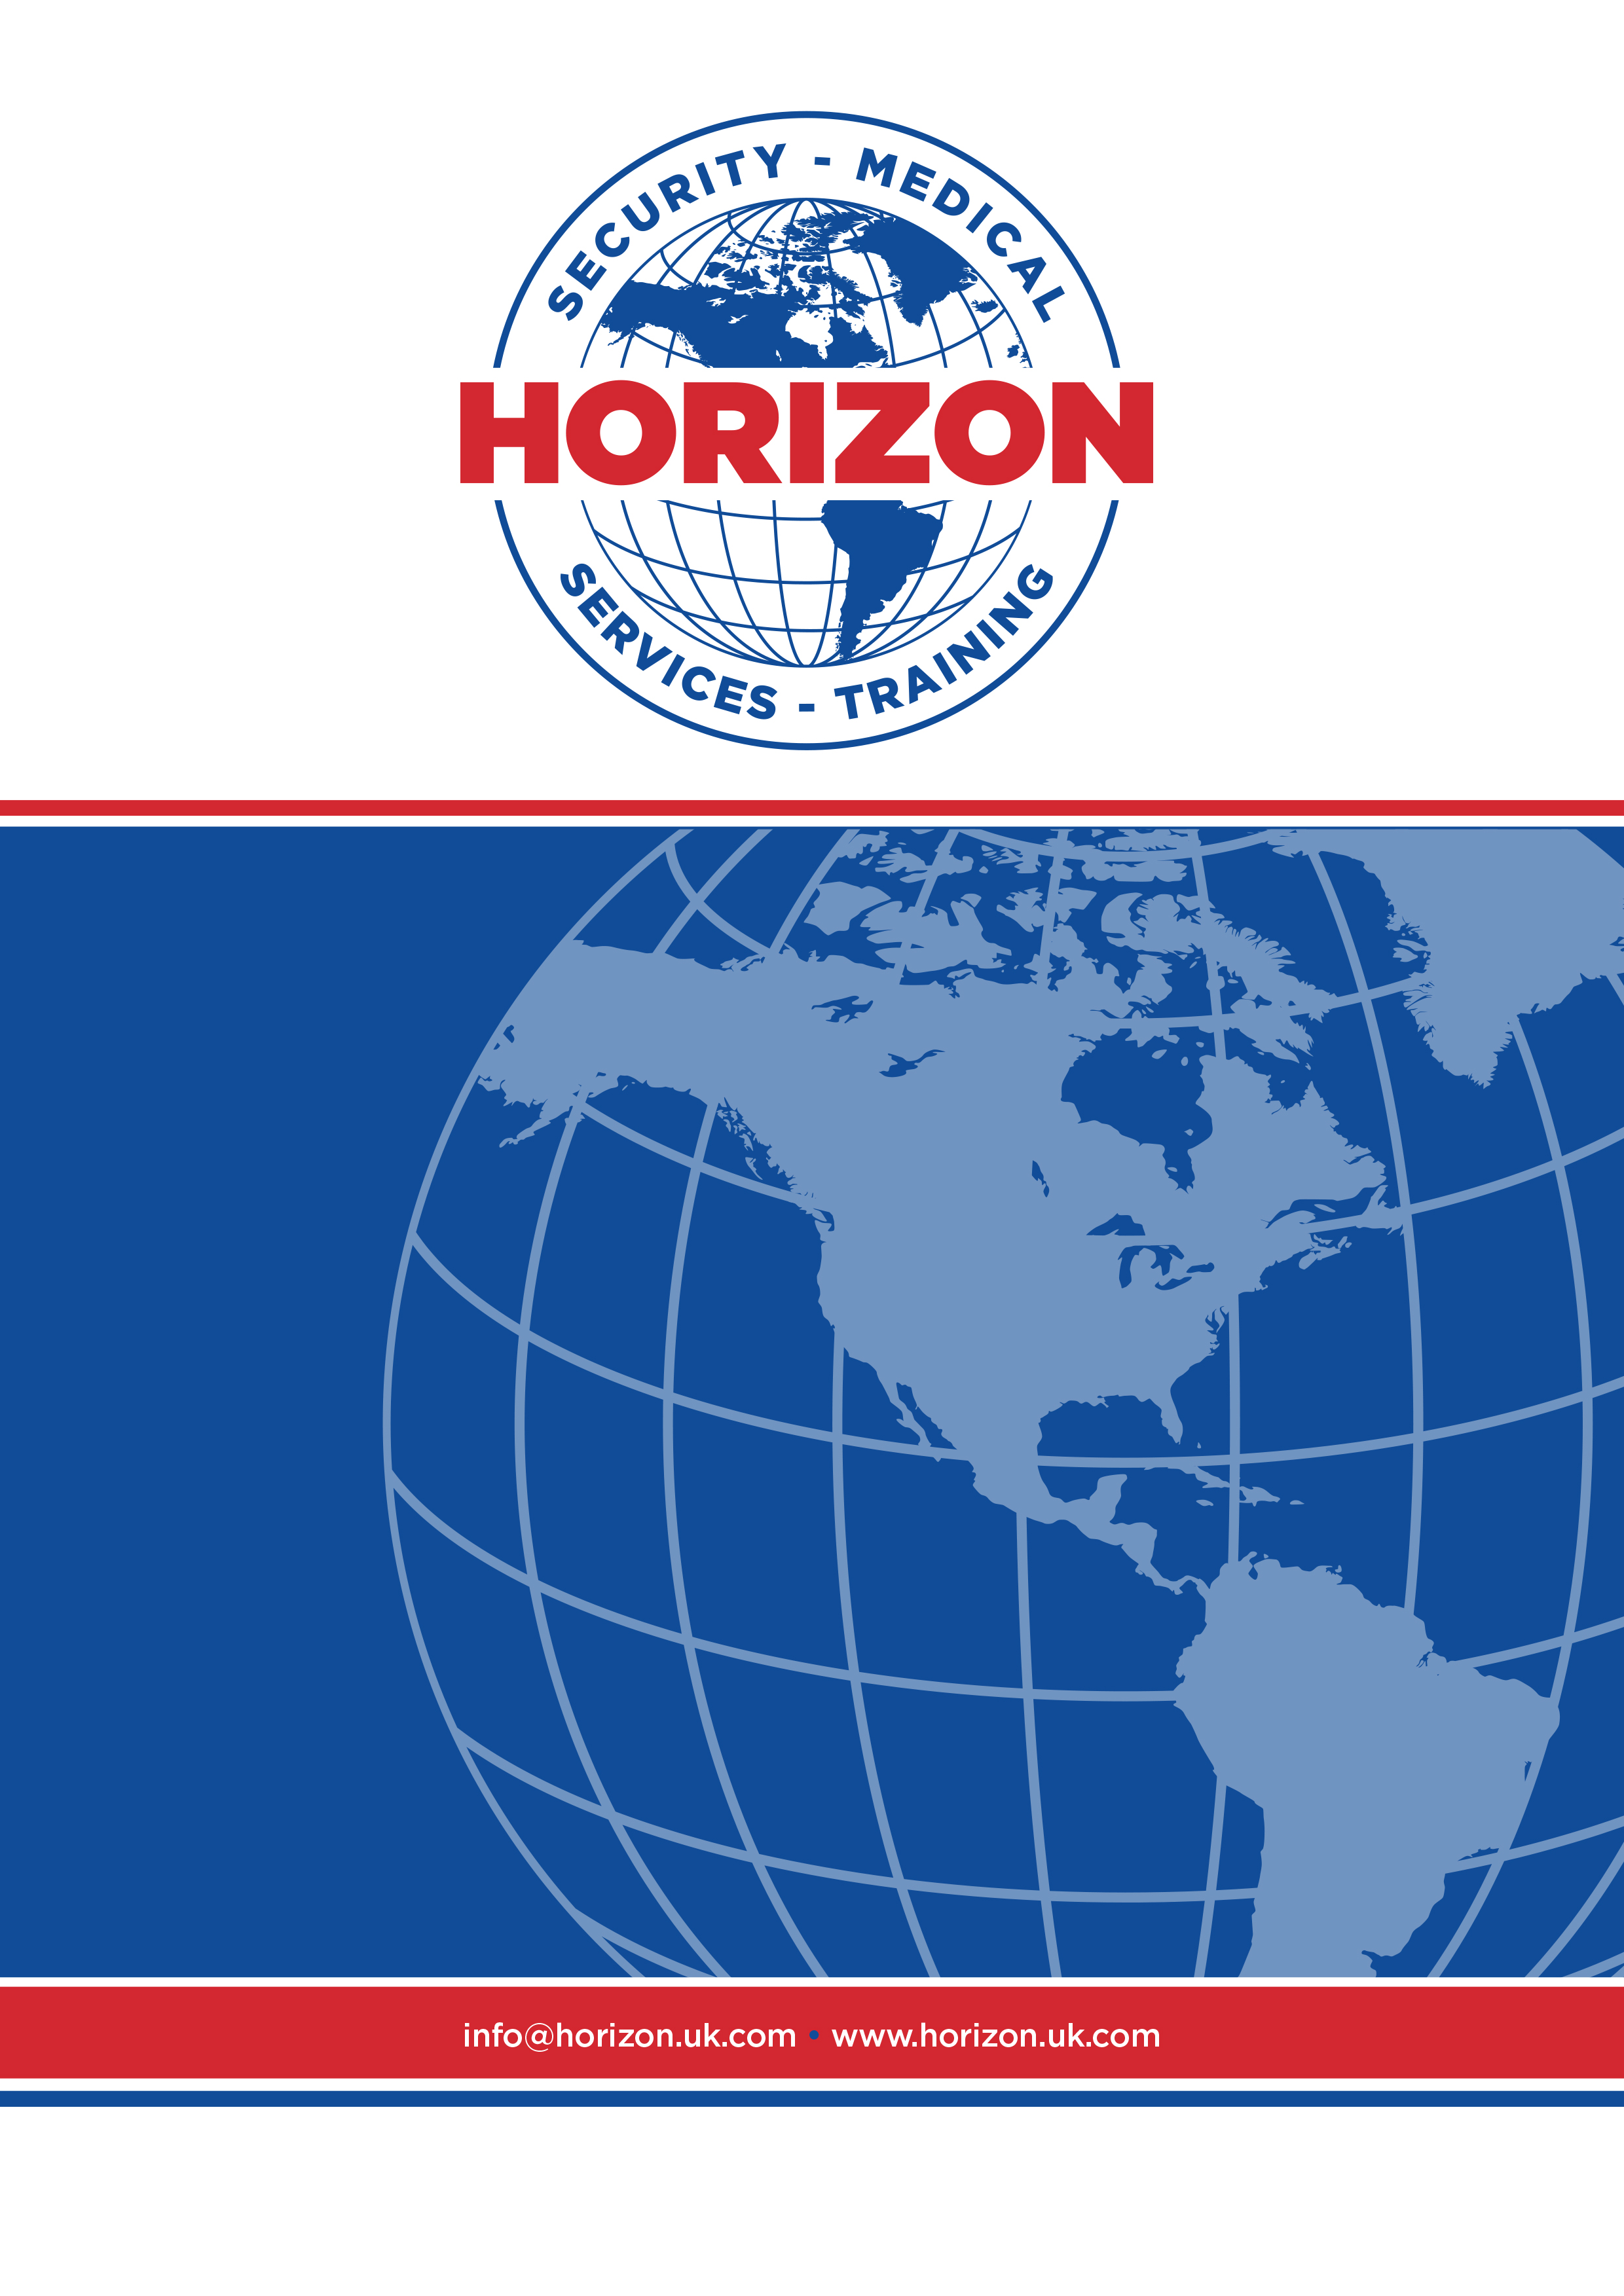 SECURITY - MEDICAL
HORIZON
SERVICES - TRAINING
info@horizon.uk.com • www.horizon.uk.com